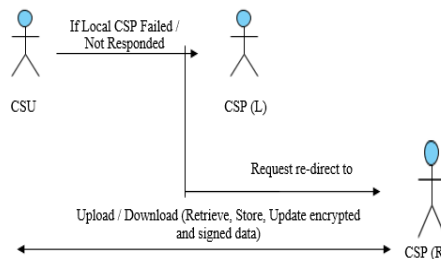 If Local CSP Failed /
Not Responded
CSU
CSP (L)
Request re-direct to
Upload / Download (Retrieve, Store, Update encrypted
and signed data)
CSP (R